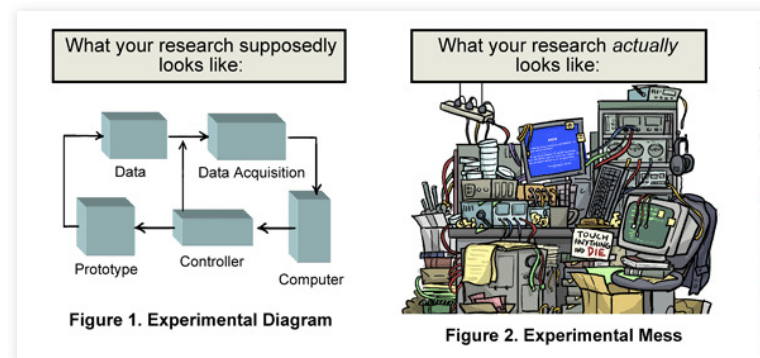 What your research supposedly
looks like:
Data
Data Acquisition
Prototype
Controller
Computer
Figure 1. Experimental Diagram
What your research actually
looks like:
TOUCH
ANYTHING
AND DIE
Figure 2. Experimental Mess